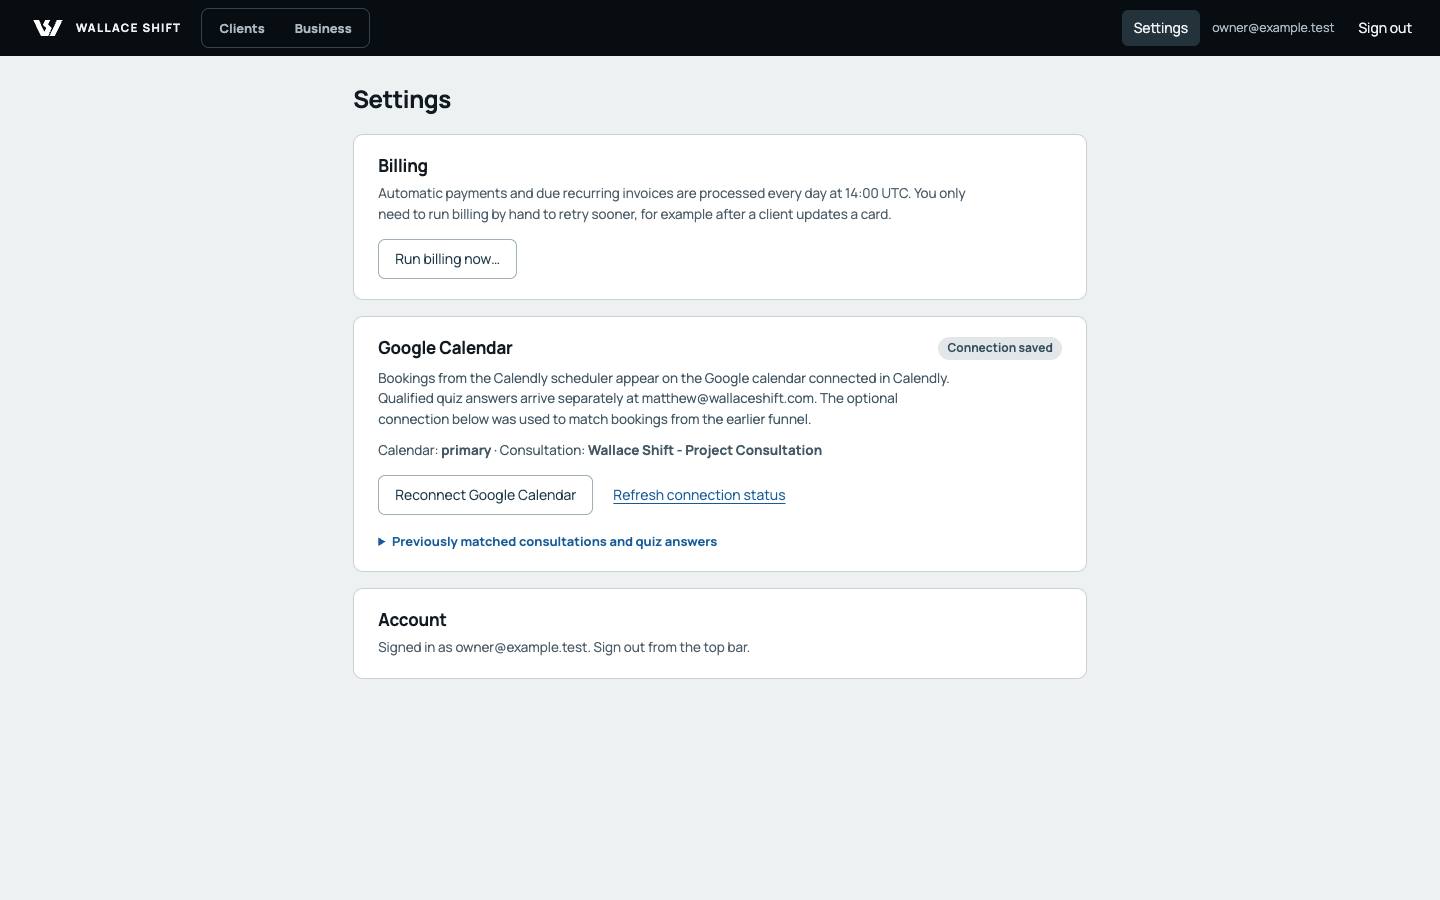 WALLACE SHIFT
Clients
Business
Settings
owner@example.test
Sign out
Settings
Billing
Automatic payments and due recurring invoices are processed every day at 14:00 UTC. You only
need to run billing by hand to retry sooner, for example after a client updates a card.
Run billing now…
Google Calendar
Connection saved
Bookings from the Calendly scheduler appear on the Google calendar connected in Calendly.
Qualified quiz answers arrive separately at matthew@wallaceshift.com. The optional
connection below was used to match bookings from the earlier funnel.
Calendar: primary · Consultation: Wallace Shift - Project Consultation
Reconnect Google Calendar
Refresh connection status
Previously matched consultations and quiz answers
Account
Signed in as owner@example.test. Sign out from the top bar.